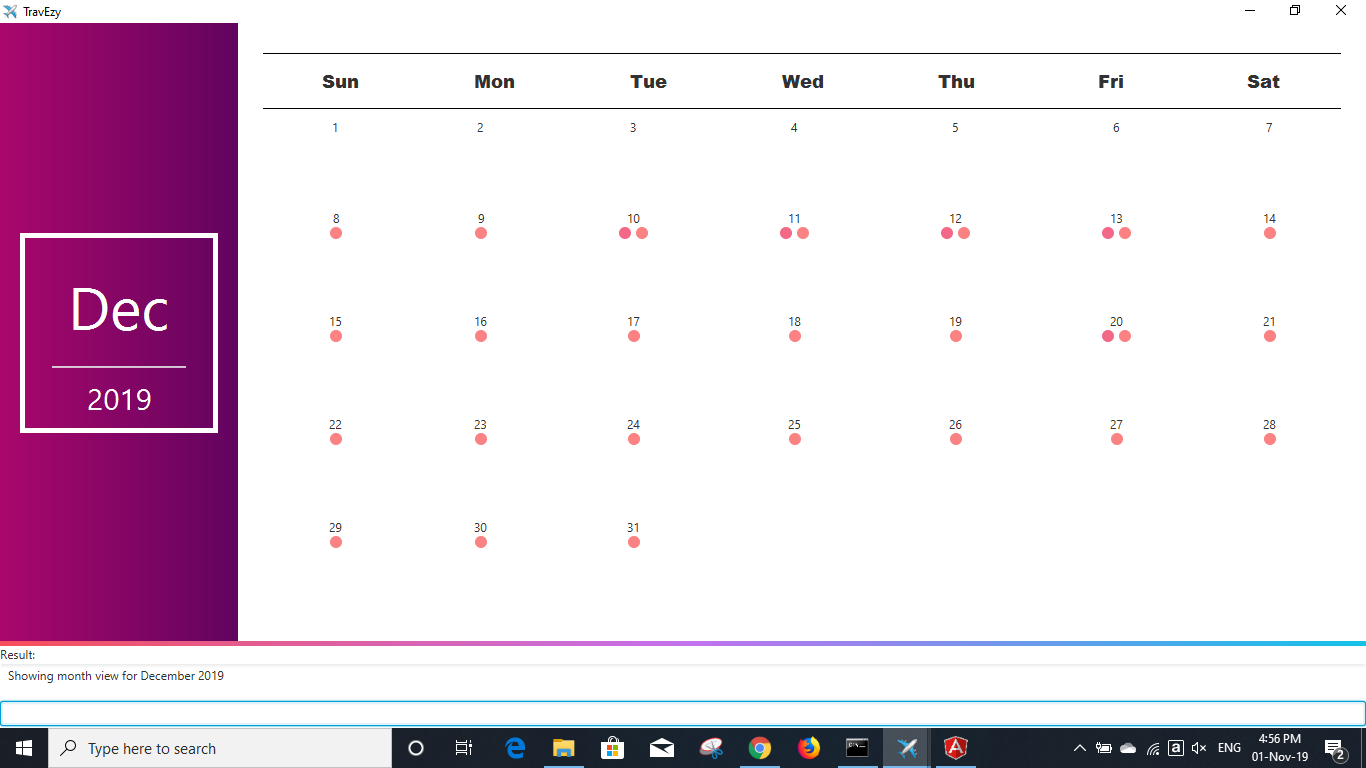 TravEzy
Sun Mon Tue Wed Thu Fri Sat
1 2 3 4 5 6 7
8 9 10 11 12 13 14
15 16 17 18 19 20 21
22 23 24 25 26 27 28
29 30 31
Dec
2019
Result:
Showing month view for December 2019
Type here to search
ENG
4:56 PM
01-Nov-19
2